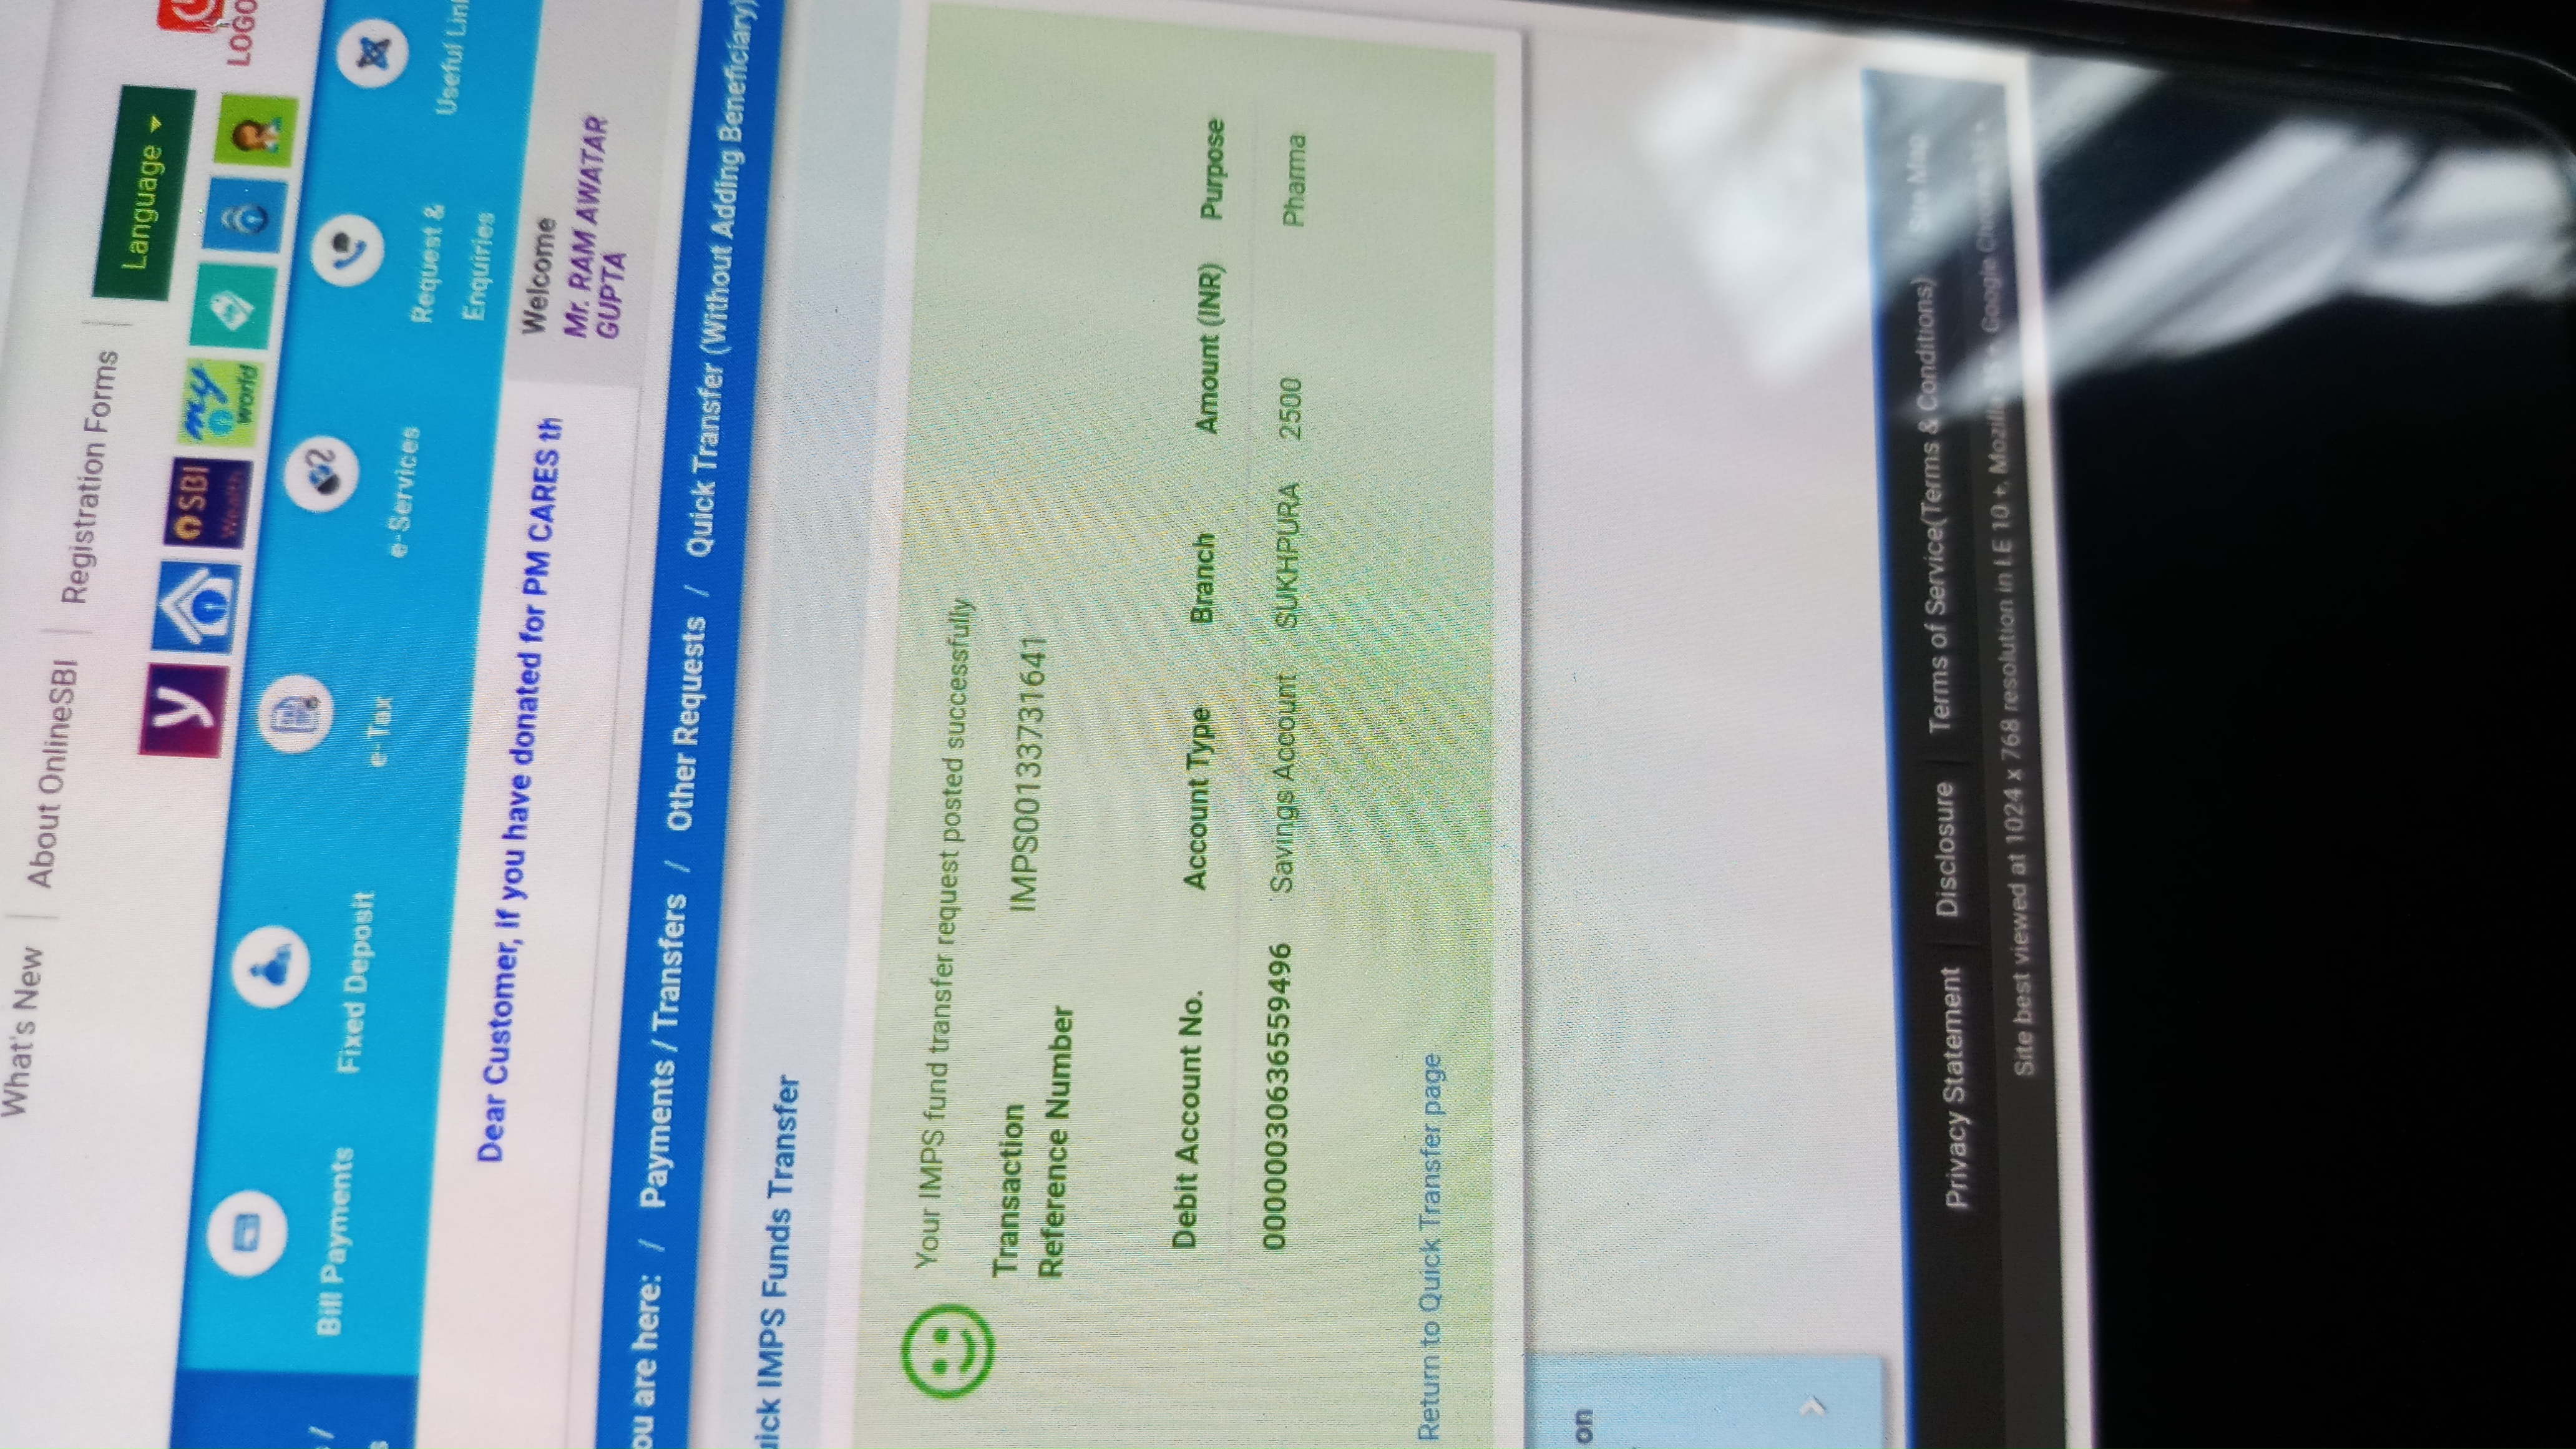 What's New
About OnlineSBI
Registration Forms
Language
y
SBI
Wealth
my
world
LOGO
/
s
Bill Payments
Fixed Deposit
e-Tax
e-Services
Request &
Enquiries
Useful Lin
Dear Customer, if you have donated for PM CARES th
Welcome
Mr. RAM AWATAR
GUPTA
ou are here: / Payments / Transfers / Other Requests / Quick Transfer (Without Adding Beneficiary)
uick IMPS Funds Transfer
Your IMPS fund transfer request posted successfully
Transaction
Reference Number
IMPS00133731641
Debit Account No. Account Type Branch Amount (INR) Purpose
00000030636559496 Savings Account SUKHPURA 2500 Pharma
Return to Quick Transfer page
on
Privacy Statement Disclosure Terms of Service(Terms & Conditions) Site Map
Site best viewed at 1024 x 768 resolution in I.E 10 +, Mozilla Google